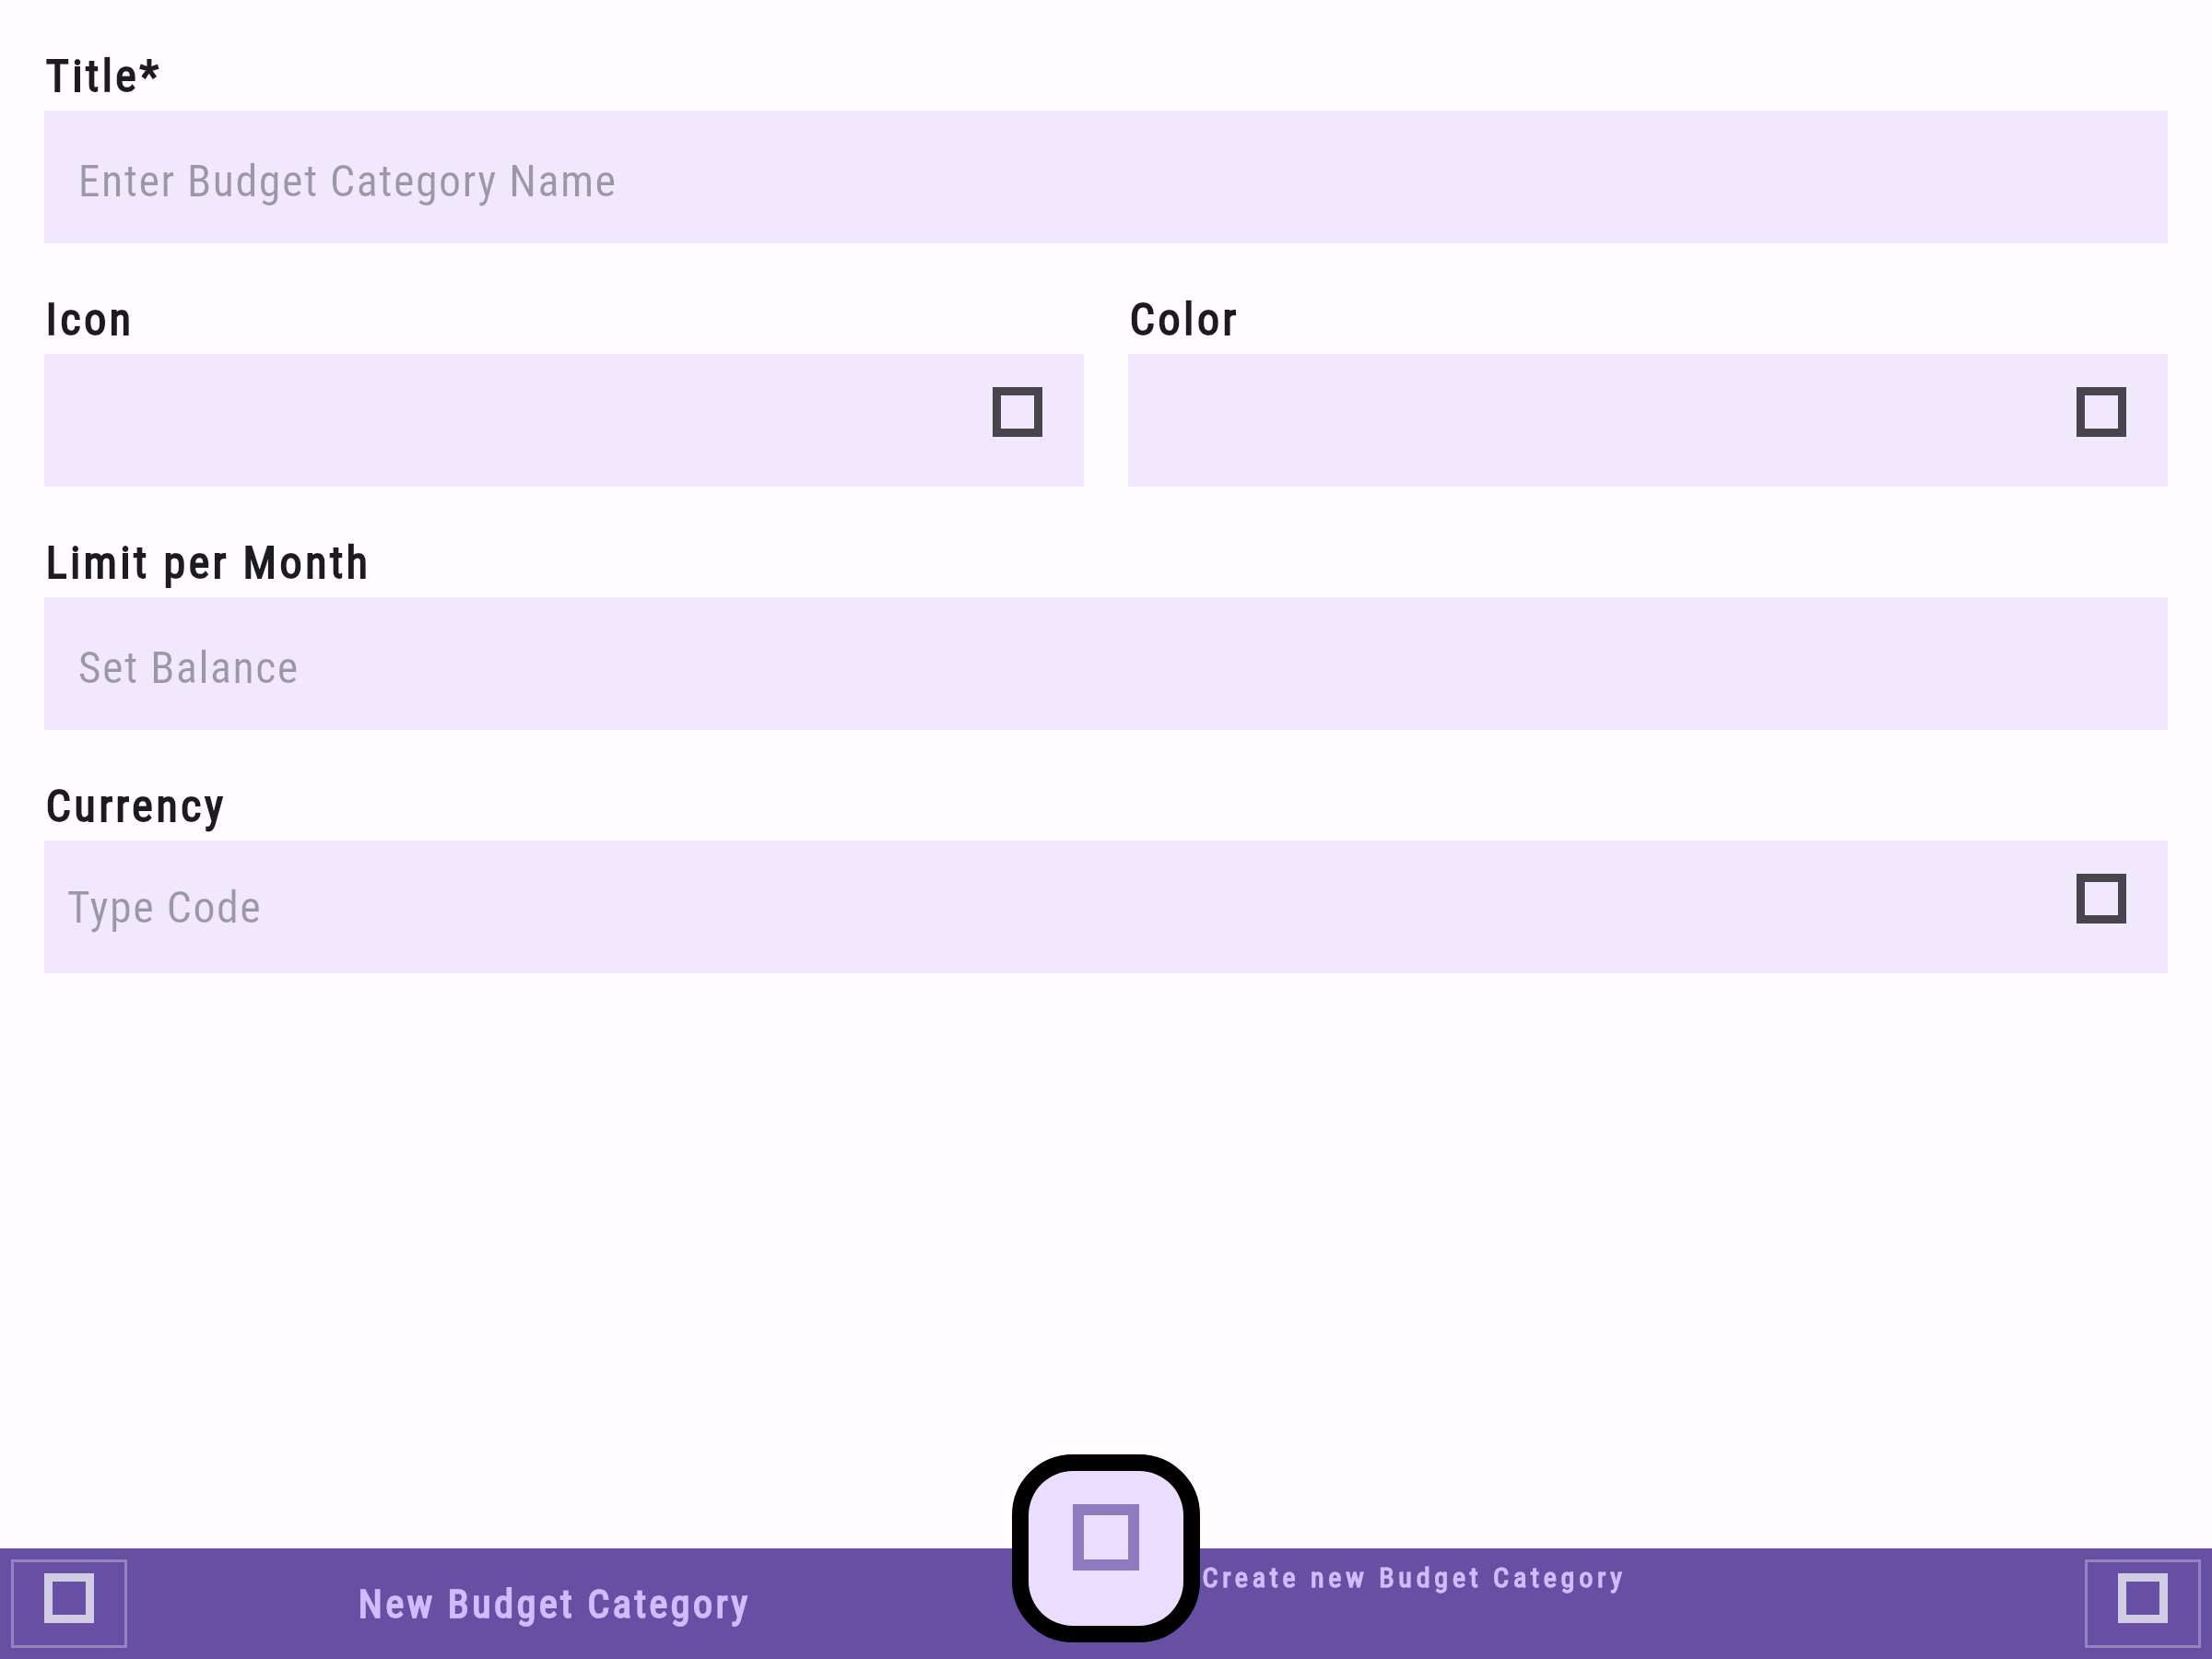 Title*
Enter Budget Category Name
Icon
Color
Limit per Month
Set Balance
Currency
Type Code
New Budget Category
Create new Budget Category